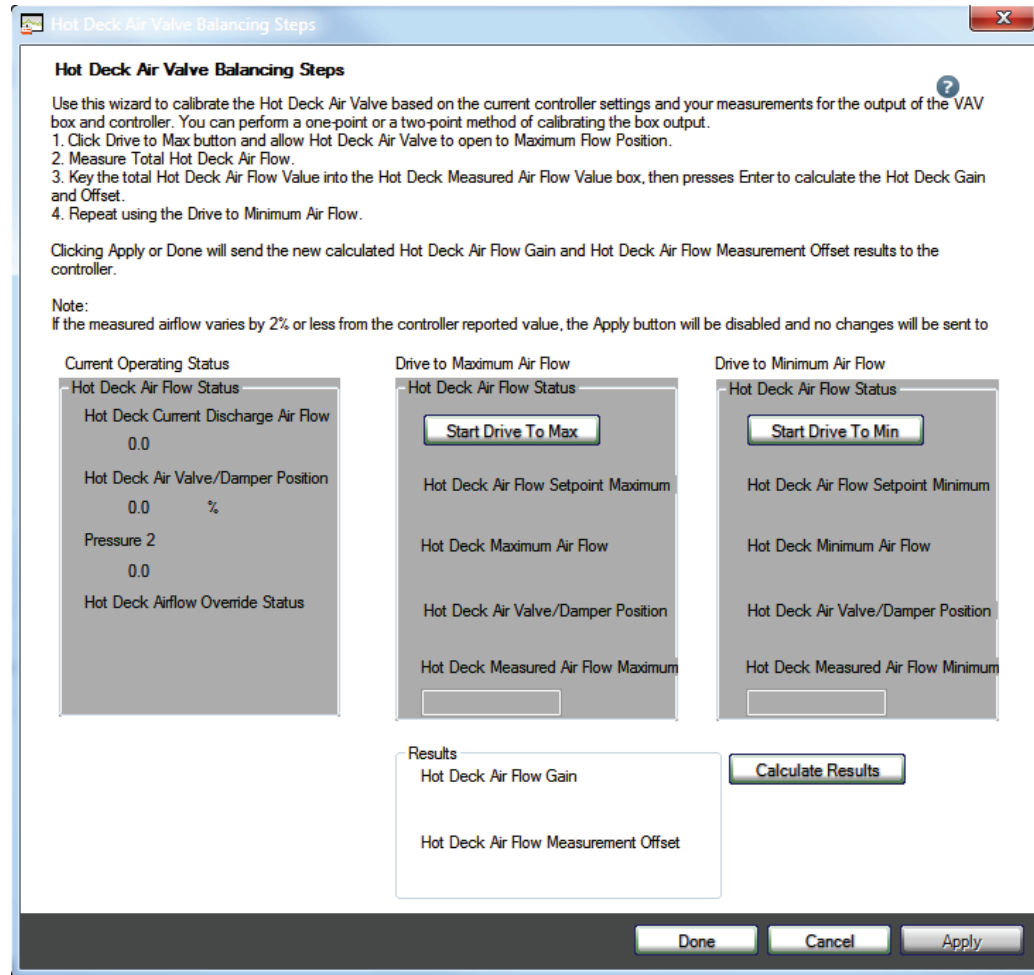 Hot Deck Air Valve Balancing Steps
Hot Deck Air Valve Balancing Steps
Use this wizard to calibrate the Hot Deck Air Valve based on the current controller settings and your measurements for the output of the VAV
box and controller. You can perform a one-point or a two-point method of calibrating the box output.
1. Click Drive to Max button and allow Hot Deck Air Valve to open to Maximum Flow Position.
2. Measure Total Hot Deck Air Flow.
3. Key the total Hot Deck Air Flow Value into the Hot Deck Measured Air Flow Value box, then presses Enter to calculate the Hot Deck Gain
and Offset.
4. Repeat using the Drive to Minimum Air Flow.
Clicking Apply or Done will send the new calculated Hot Deck Air Flow Gain and Hot Deck Air Flow Measurement Offset results to the
controller.
Note:
If the measured airflow varies by 2% or less from the controller reported value, the Apply button will be disabled and no changes will be sent to
Current Operating Status
Hot Deck Air Flow Status
Hot Deck Current Discharge Air Flow
0.0
Hot Deck Air Valve/Damper Position
0.0 %
Pressure 2
0.0
Hot Deck Airflow Override Status
Drive to Maximum Air Flow
Hot Deck Air Flow Status
Start Drive To Max
Hot Deck Air Flow Setpoint Maximum
Hot Deck Maximum Air Flow
Hot Deck Air Valve/Damper Position
Hot Deck Measured Air Flow Maximum
Drive to Minimum Air Flow
Hot Deck Air Flow Status
Start Drive To Min
Hot Deck Air Flow Setpoint Minimum
Hot Deck Minimum Air Flow
Hot Deck Air Valve/Damper Position
Hot Deck Measured Air Flow Minimum
Results
Hot Deck Air Flow Gain
Hot Deck Air Flow Measurement Offset
Calculate Results
Done
Cancel
Apply